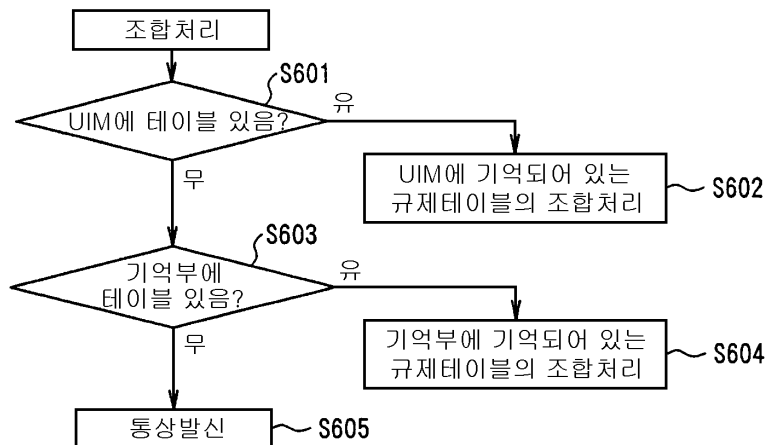 조합처리
S601
UIM에 테이블 있음?
유
무
UIM에 기억되어 있는
규제테이블의 조합처리
S602
S603
기억부에
테이블 있음?
유
무
기억부에 기억되어 있는
규제테이블의 조합처리
S604
통상발신
S605